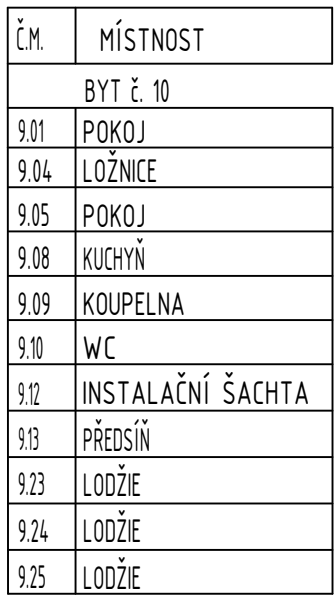 Č.M. MÍSTNOST
BYT č. 10
9.01 POKOJ
9.04 LOŽNICE
9.05 POKOJ
9.08 KUCHYŇ
9.09 KOUPELNA
9.10 WC
9.12 INSTALAČNÍ ŠACHTA
9.13 PŘEDSÍŇ
9.23 LODŽIE
9.24 LODŽIE
9.25 LODŽIE